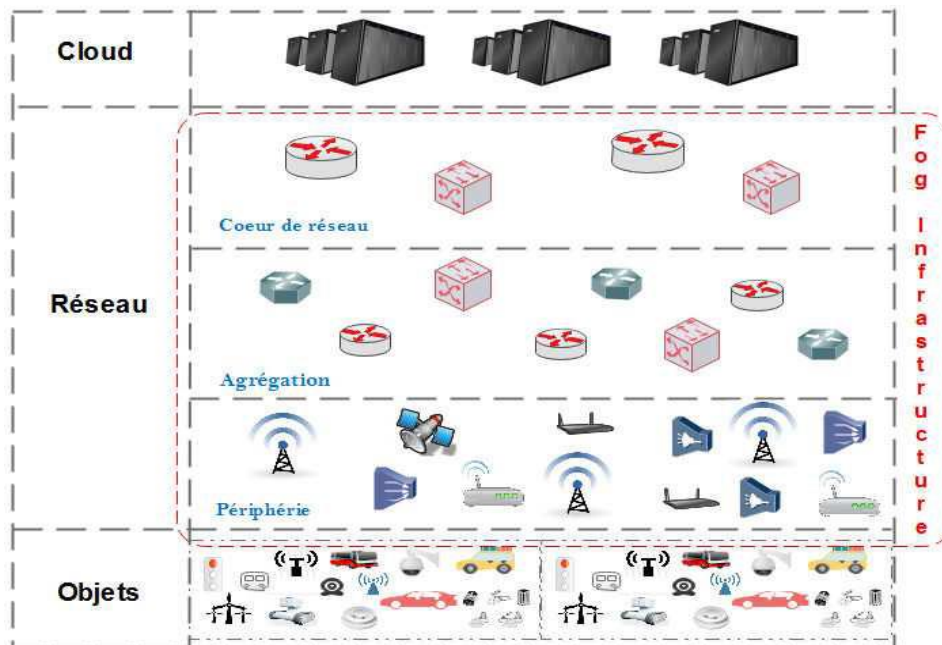 Cloud
Réseau
Coeur de réseau
Agrégation
Périphérie
Objets
Fog Infrastructure